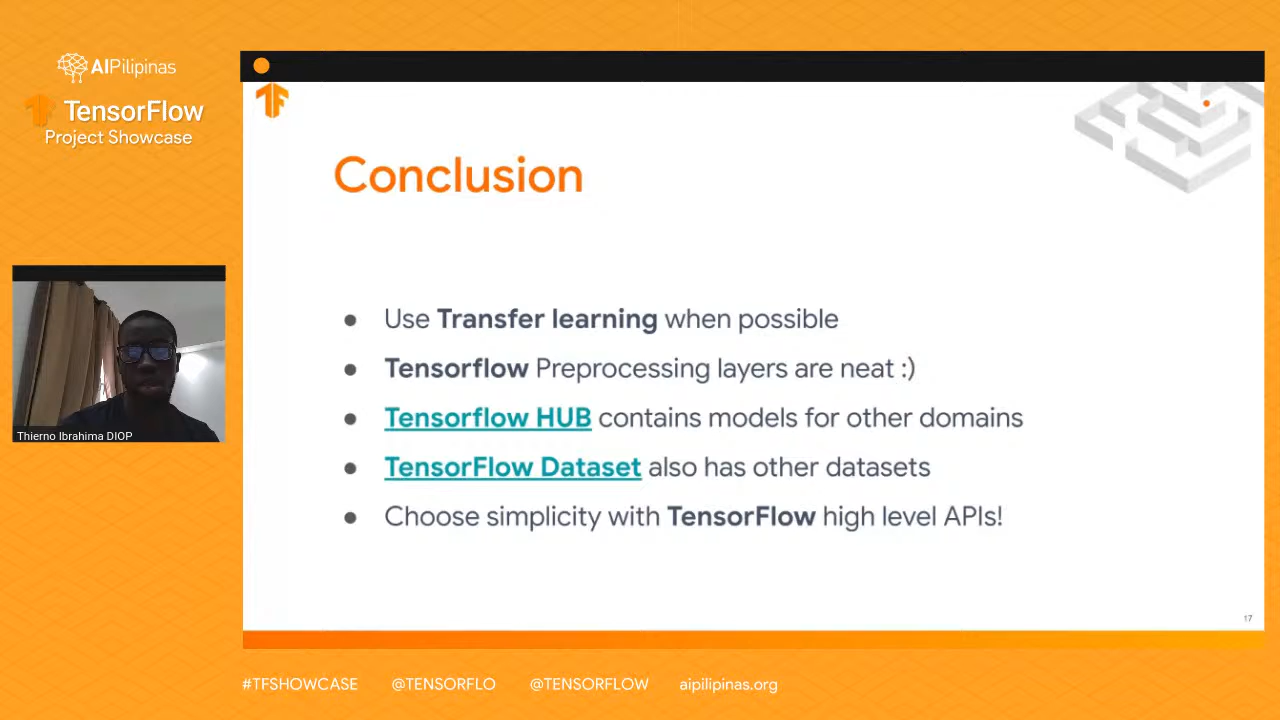 AIPilipinas
TensorFlow
Project Showcase
Conclusion
● Use Transfer learning when possible
● Tensorflow Preprocessing layers are neat :)
● Tensorflow HUB contains models for other domains
● TensorFlow Dataset also has other datasets
● Choose simplicity with TensorFlow high level APIs!
Thierno Ibrahima DIOP
17
#TFSHOWCASE @TENSORFLO @TENSORFLOW aipilipinas.org